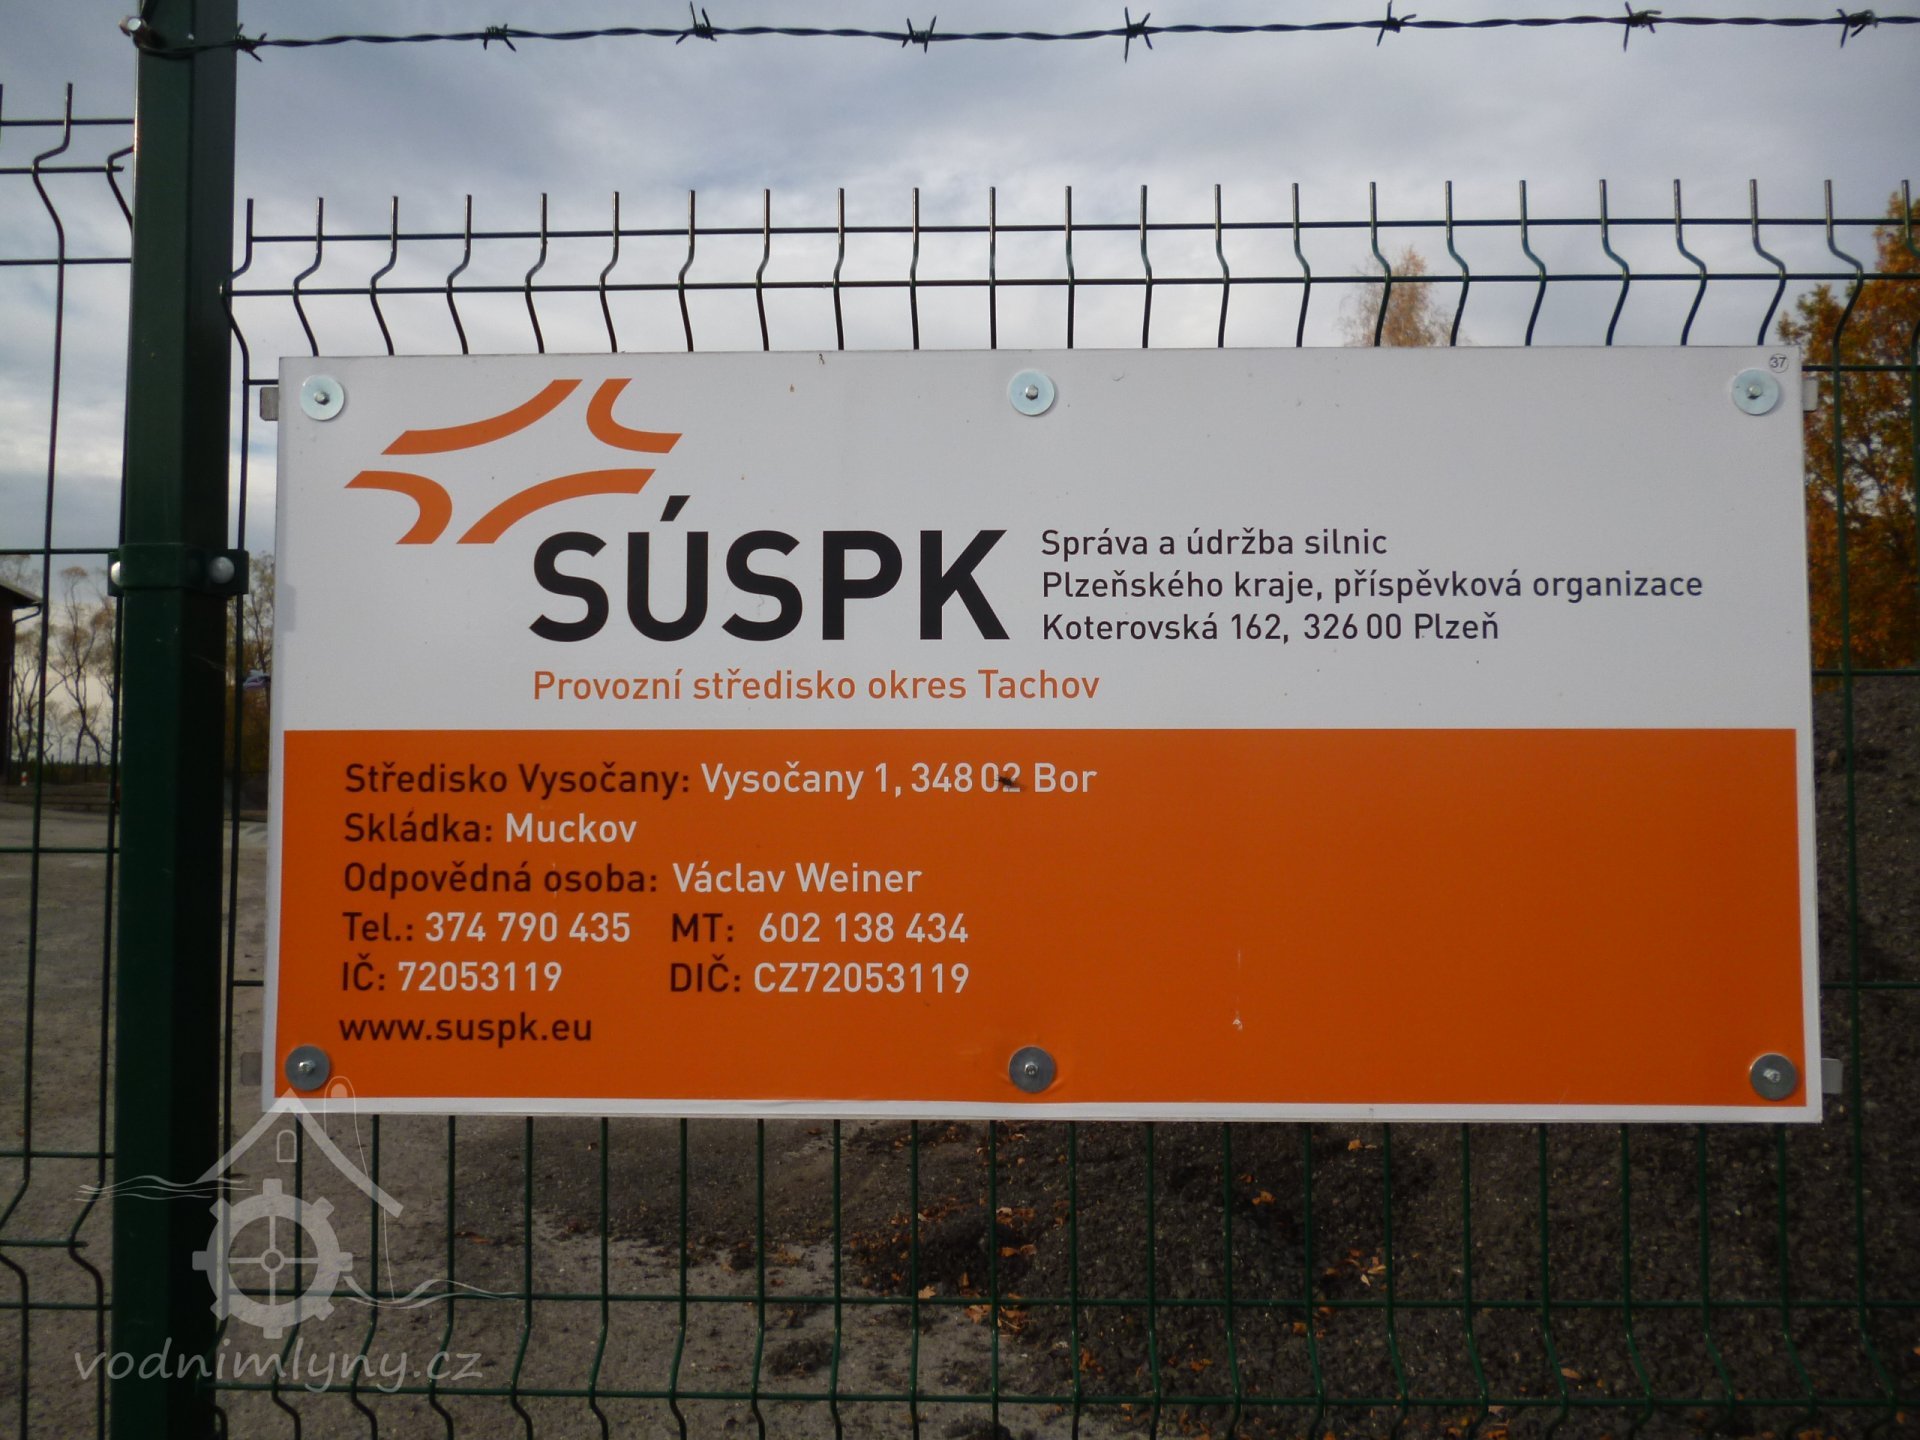 37
SÚSPK
Správa a údržba silnic
Plzeňského kraje, příspěvková organizace
Koterovská 162, 326 00 Plzeň
Provozní středisko okres Tachov
Středisko Vysočany: Vysočany 1, 348 02 Bor
Skládka: Muckov
Odpovědná osoba: Václav Weiner
Tel.: 374 790 435 MT: 602 138 434
IČ: 72053119 DIČ: CZ72053119
www.suspk.eu
vodnimlyny.cz